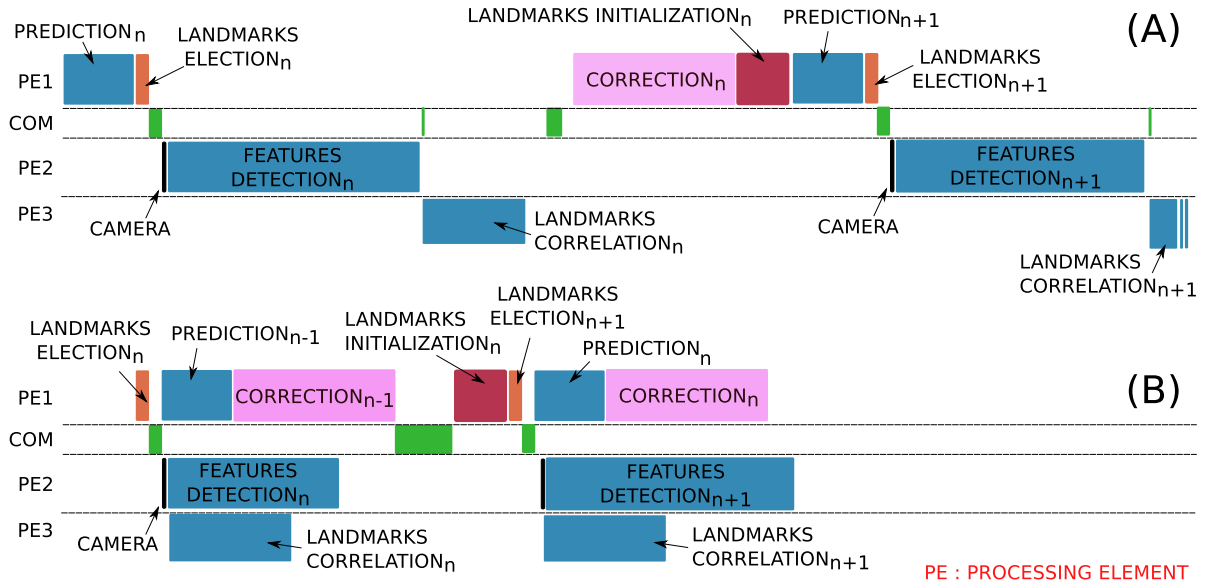 LANDMARKS INITIALIZATIONn
PREDICTIONn+1
(A)
PREDICTIONn
LANDMARKS
ELECTIONn
LANDMARKS
ELECTIONn+1
PE1
CORRECTIONn
COM
PE2
FEATURES
DETECTIONn
FEATURES
DETECTIONn+1
PE3
CAMERA
LANDMARKS
CORRELATIONn
CAMERA
LANDMARKS
CORRELATIONn+1
LANDMARKS
ELECTIONn
PREDICTIONn-1
LANDMARKS
INITIALIZATIONn
LANDMARKS
ELECTIONn+1
PREDICTIONn
(B)
PE1
CORRECTIONn-1
CORRECTIONn
COM
PE2
FEATURES
DETECTIONn
FEATURES
DETECTIONn+1
PE3
CAMERA
LANDMARKS
CORRELATIONn
LANDMARKS
CORRELATIONn+1
PE : PROCESSING ELEMENT